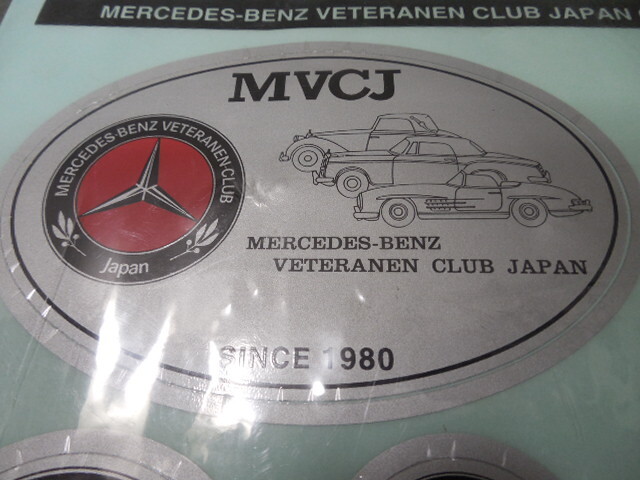 MERCEDES-BENZ VETERANEN CLUB JAPAN
MVCJ
MERCEDES-BENZ VETERANEN-CLUB
Japan
MERCEDES-BENZ
VETERANEN CLUB JAPAN
SINCE 1980